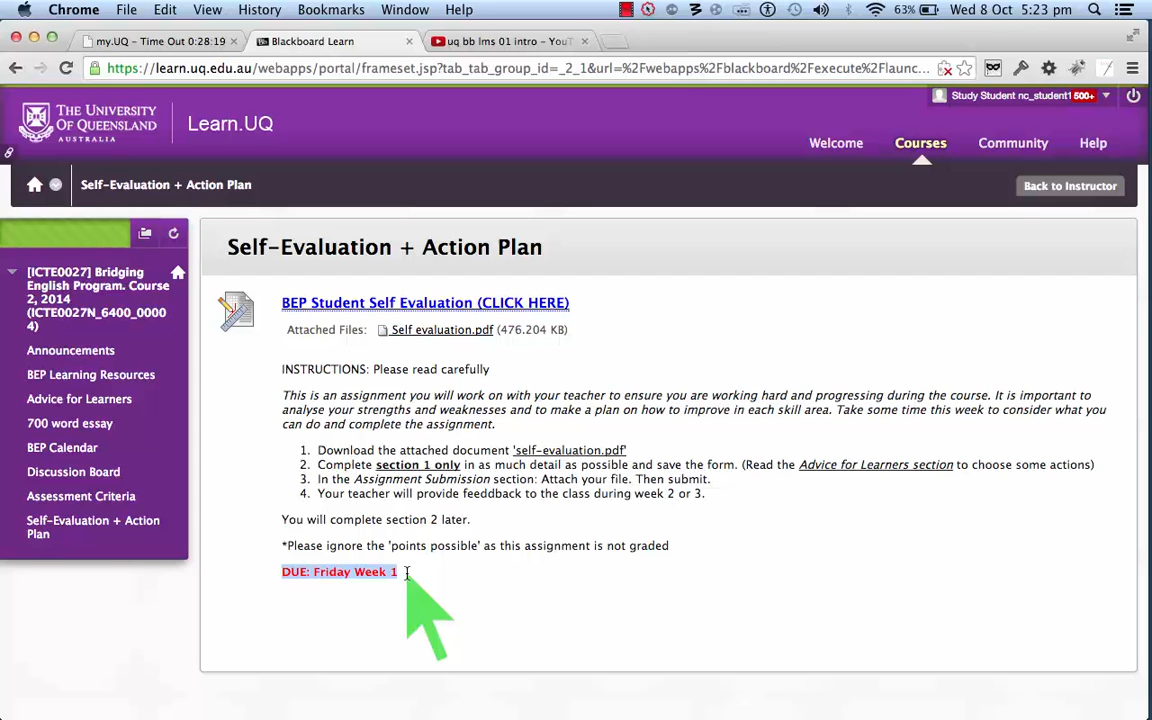 Chrome File Edit View History Bookmarks Window Help 63% Wed 8 Oct 5:23 pm
my.UQ - Time Out 0:28:19 × Bb Blackboard Learn × uq bb lms 01 intro - YouT ×
https://learn.uq.edu.au/webapps/portal/frameset.jsp?tab_tab_group_id=_2_1&url=%2Fwebapps%2Fblackboard%2Fexecute%2Flaunc...
Study Student nc_student1 500+
THE UNIVERSITY
OF QUEENSLAND
AUSTRALIA
Learn.UQ
Welcome Courses Community Help
Self-Evaluation + Action Plan
Back to Instructor
[ICTE0027] Bridging
English Program. Course
2, 2014
(ICTE0027N_6400_0000
4)
Announcements
BEP Learning Resources
Advice for Learners
700 word essay
BEP Calendar
Discussion Board
Assessment Criteria
Self-Evaluation + Action
Plan
Self-Evaluation + Action Plan
BEP Student Self Evaluation (CLICK HERE)
Attached Files: Self evaluation.pdf (476.204 KB)
INSTRUCTIONS: Please read carefully
This is an assignment you will work on with your teacher to ensure you are working hard and progressing during the course. It is important to
analyse your strengths and weaknesses and to make a plan on how to improve in each skill area. Take some time this week to consider what you
can do and complete the assignment.
1. Download the attached document 'self-evaluation.pdf'
2. Complete section 1 only in as much detail as possible and save the form. (Read the Advice for Learners section to choose some actions)
3. In the Assignment Submission section: Attach your file. Then submit.
4. Your teacher will provide feeddback to the class during week 2 or 3.
You will complete section 2 later.
*Please ignore the 'points possible' as this assignment is not graded
DUE: Friday Week 1